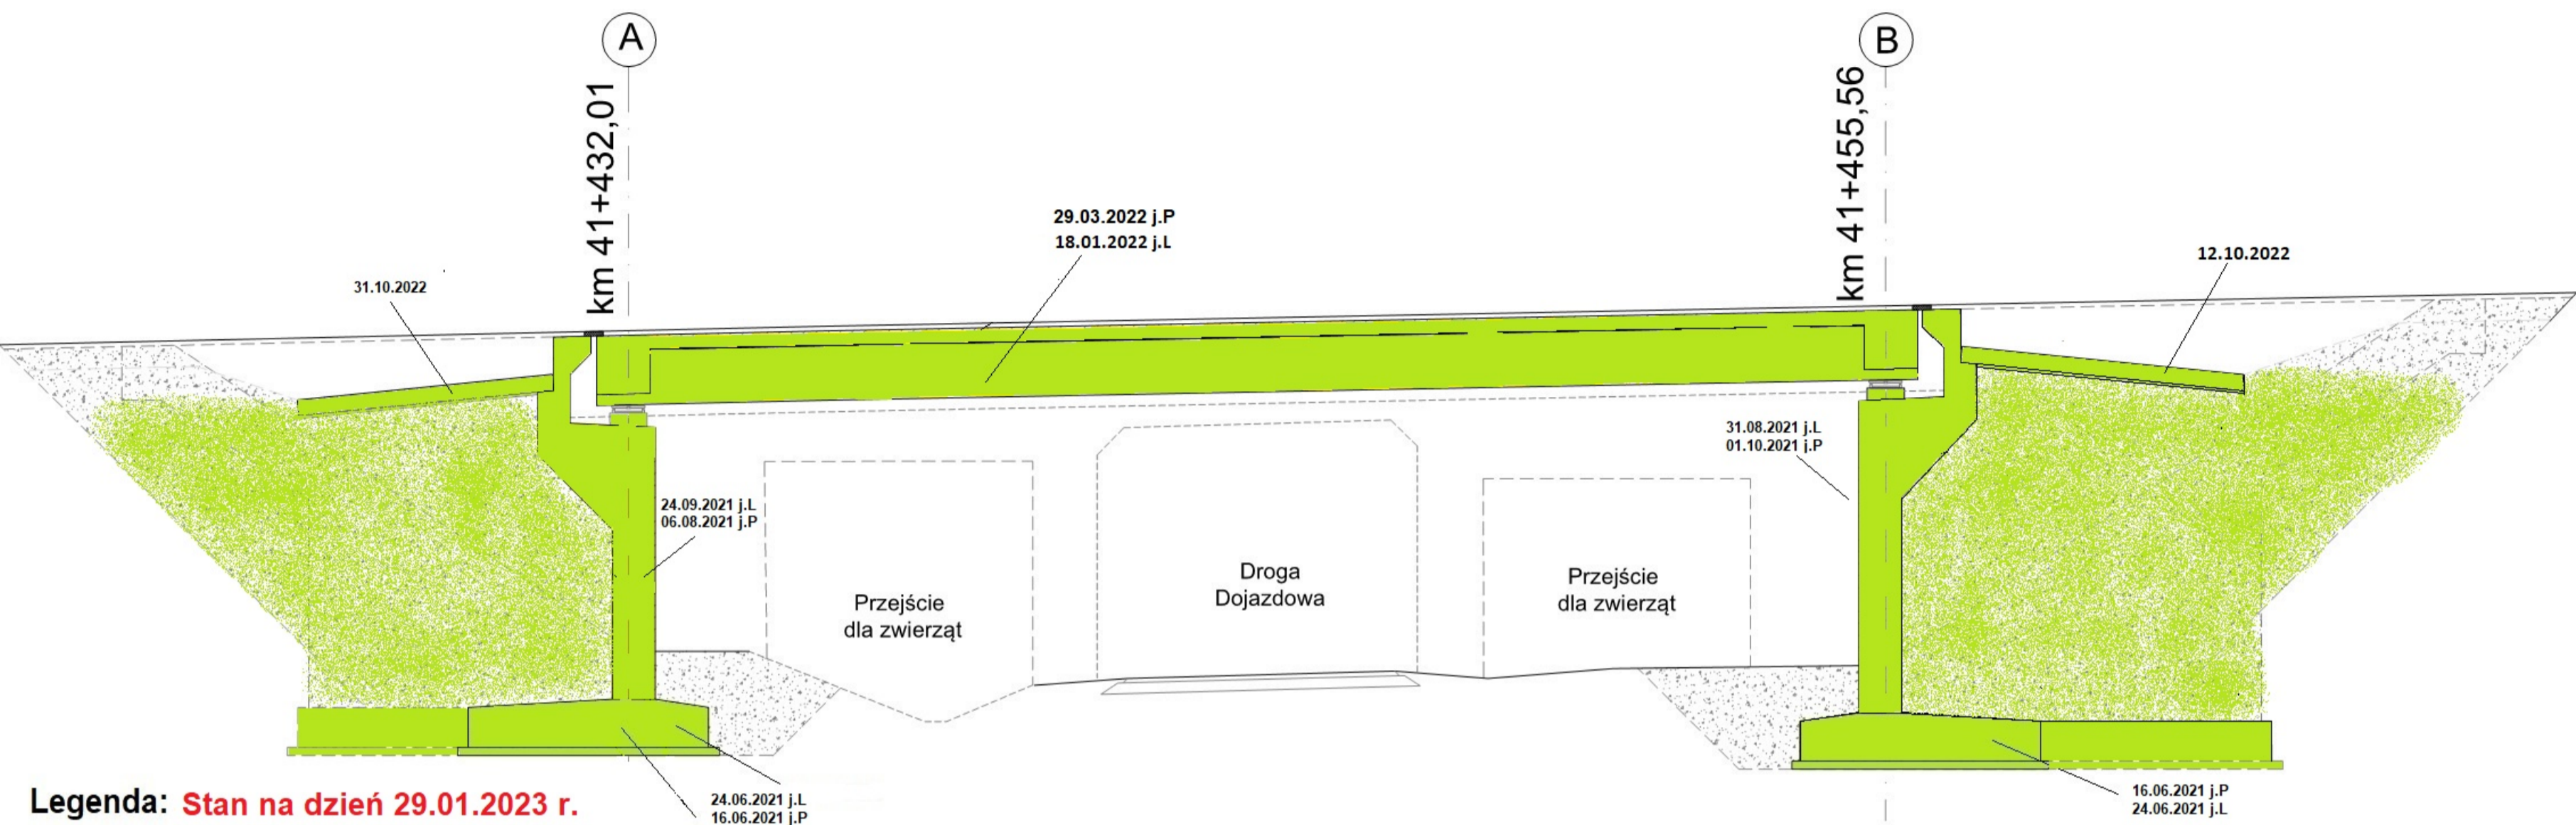 A
B
km 41+432,01
km 41+455,56
29.03.2022 j.P
18.01.2022 j.L
12.10.2022
31.10.2022
31.08.2021 j.L
01.10.2021 j.P
24.09.2021 j.L
06.08.2021 j.P
Przejście
dla zwierząt
Droga
Dojazdowa
Przejście
dla zwierząt
24.06.2021 j.L
16.06.2021 j.P
16.06.2021 j.P
24.06.2021 j.L
Legenda: Stan na dzień 29.01.2023 r.